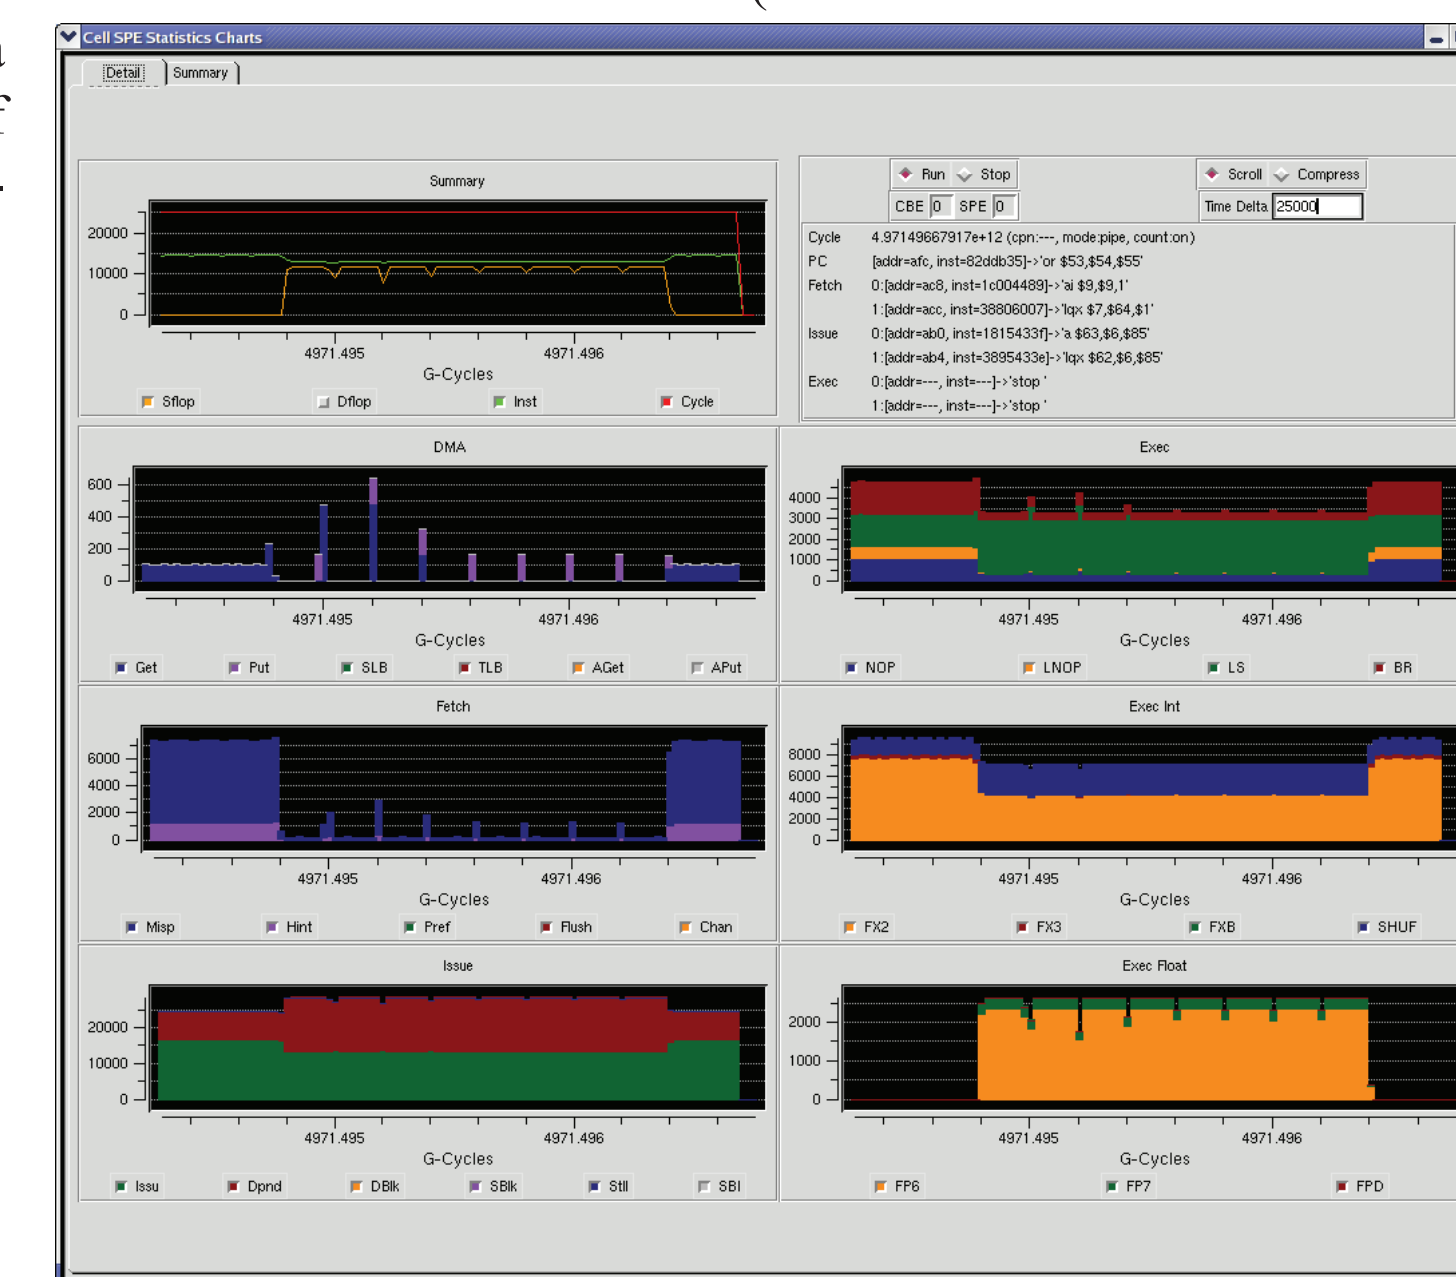 (
f
.
Cell SPE Statistics Charts
Detail Summary
Run Stop Scroll Compress
CBE 0 SPE 0 Time Delta 25000
Summary
20000
10000
0
4971.495 4971.496
G-Cycles
Sflop Dflop Inst Cycle
Cycle 4.97149667917e+12 (cpn:---, mode:pipe, count:on)
PC [addr=afc, inst=82ddb35]->'or $53,$54,$55'
Fetch 0:[addr=ac8, inst=1c004489]->'ai $9,$9,1'
1:[addr=acc, inst=38806007]->'lqx $7,$64,$1'
Issue 0:[addr=ab0, inst=1815433f]->'a $63,$6,$85'
1:[addr=ab4, inst=3895433e]->'lqx $62,$6,$85'
Exec 0:[addr=---, inst=---]->'stop '
1:[addr=---, inst=---]->'stop '
DMA
600
400
200
0
4971.495 4971.496
G-Cycles
Get Put SLB TLB AGet APut
Exec
4000
3000
2000
1000
0
4971.495 4971.496
G-Cycles
NOP LNOP LS BR
Fetch
6000
4000
2000
0
4971.495 4971.496
G-Cycles
Misp Hint Pref Flush Chan
Exec Int
8000
6000
4000
2000
0
4971.495 4971.496
G-Cycles
FX2 FX3 FXB SHUF
Issue
20000
10000
0
4971.495 4971.496
G-Cycles
Issu Dpnd DBlk SBlk Stll SBI
Exec Float
2000
1000
0
4971.495 4971.496
G-Cycles
FP6 FP7 FPD